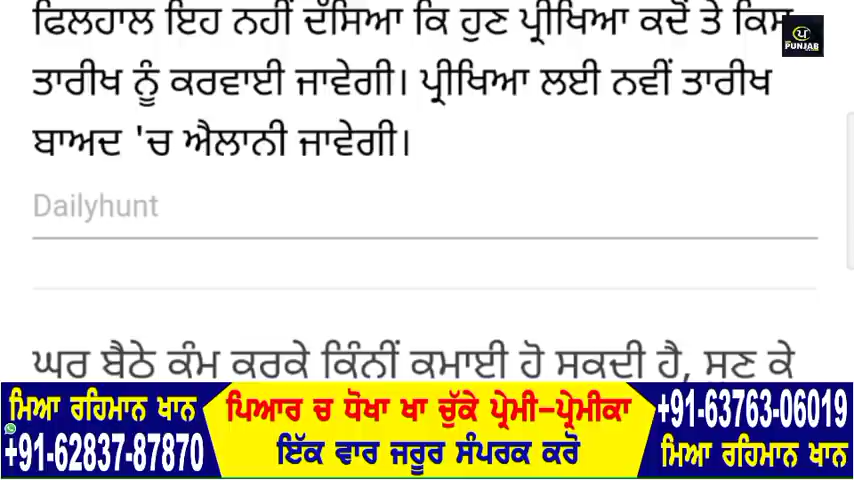 ਫਿਲਹਾਲ ਇਹ ਨਹੀਂ ਦੱਸਿਆ ਕਿ ਹੁਣ ਪ੍ਰੀਖਿਆ ਕਦੋਂ ਤੇ ਕਿਸ
ਪ
PUNJAB
ਤਾਰੀਖ ਨੂੰ ਕਰਵਾਈ ਜਾਵੇਗੀ। ਪ੍ਰੀਖਿਆ ਲਈ ਨਵੀਂ ਤਾਰੀਖ
ਬਾਅਦ 'ਚ ਐਲਾਨੀ ਜਾਵੇਗੀ।
Dailyhunt
ਘਰ ਬੈਠੇ ਕੰਮ ਕਰਕੇ ਕਿੰਨੀਂ ਕਮਾਈ ਹੋ ਸਕਦੀ ਹੈ, ਸੁਣ ਕੇ
ਮਿਆ ਰਹਿਮਾਨ ਖਾਨ
+91-62837-87870
ਪਿਆਰ ਚ ਧੋਖਾ ਖਾ ਚੁੱਕੇ ਪ੍ਰੇਮੀ-ਪ੍ਰੇਮੀਕਾ
ਇੱਕ ਵਾਰ ਜਰੂਰ ਸੰਪਰਕ ਕਰੋ
+91-63763-06019
ਮਿਆ ਰਹਿਮਾਨ ਖਾਨ